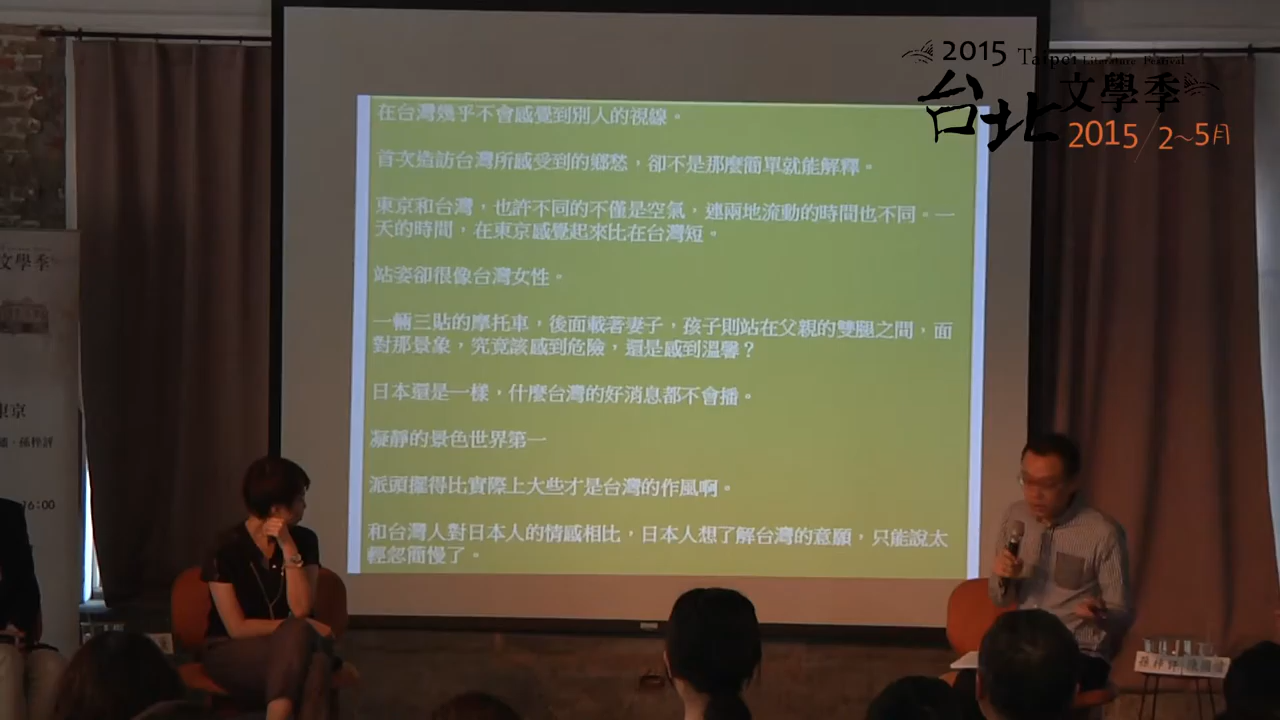 2015 Taipei Literature Festival
台北文學季
2015/2~5月
在台灣幾乎不會感覺到別人的視線。
首次造訪台灣所感受到的鄉愁，卻不是那麼簡單就能解釋。
東京和台灣，也許不同的不僅是空氣，連兩地流動的時間也不同。一
天的時間，在東京感覺起來比在台灣短。
站姿卻很像台灣女性。
一輛三貼的摩托車，後面載著妻子，孩子則站在父親的雙腿之間，面
對那景象，究竟該感到危險，還是感到溫馨？
日本還是一樣，什麼台灣的好消息都不會播。
凝靜的景色世界第一
派頭擺得比實際上大些才是台灣的作風啊。
和台灣人對日本人的情感相比，日本人想了解台灣的意願，只能說太
輕忽簡慢了。
文學季
東京
孫梓評
16:00
孫梓評